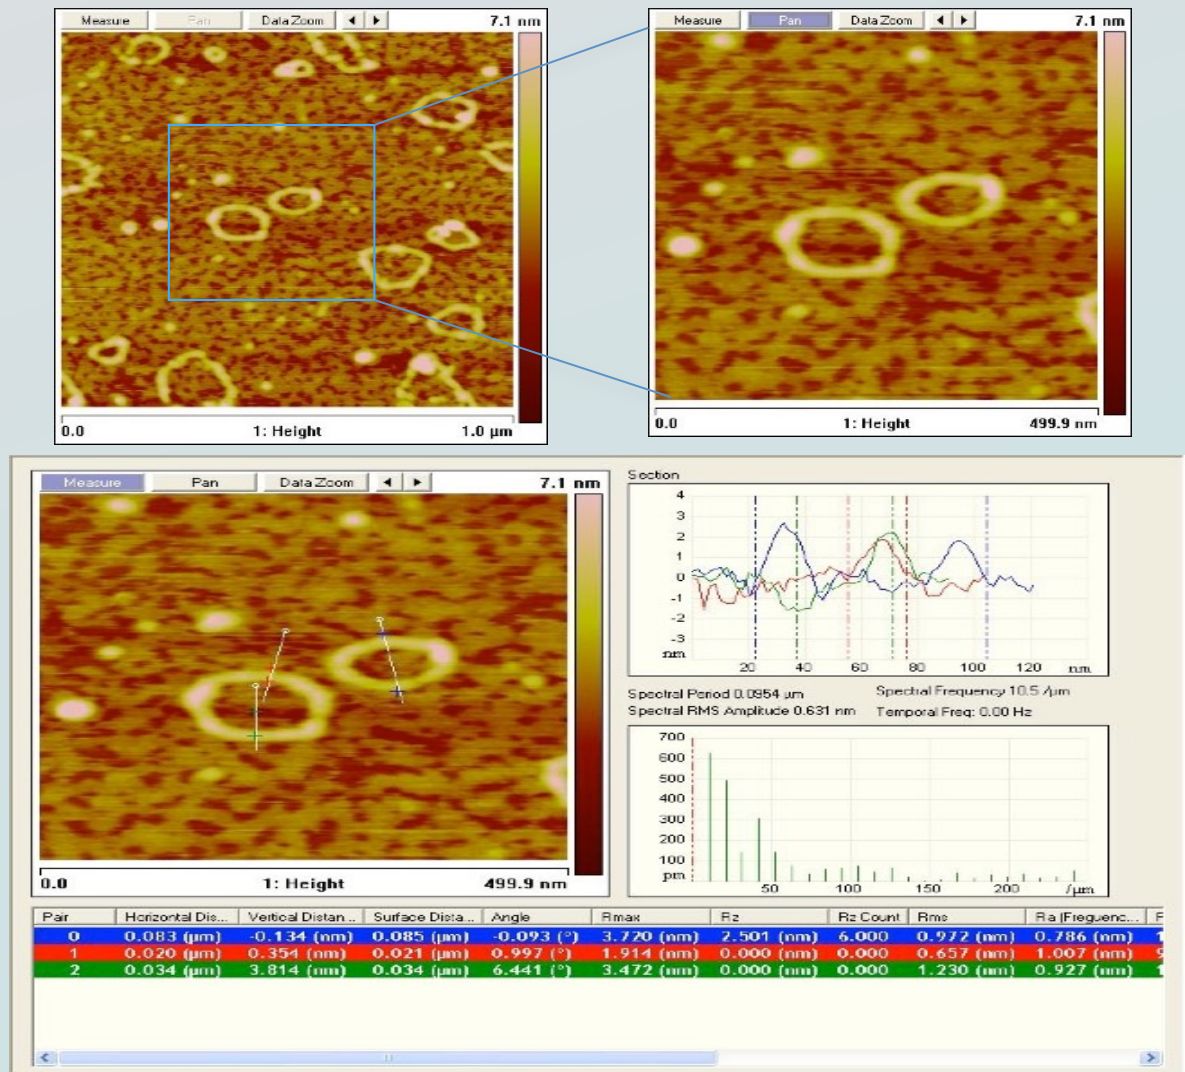 Measure Pan Data Zoom 7.1 nm
0.0 1: Height 1.0 µm
Measure Pan Data Zoom 7.1 nm
0.0 1: Height 499.9 nm
Measure Pan Data Zoom 7.1 nm
0.0 1: Height 499.9 nm
Section
4
3
2
1
0
-1
-2
-3
nm
20 40 60 80 100 120 nm
Spectral Period 0.0954 µm Spectral Frequency 10.5 /µm
Spectral RMS Amplitude 0.631 nm Temporal Freq: 0.00 Hz
700
600
500
400
300
200
100
pm
50 100 150 200 /µm
Pair Horizontal Dis... Vertical Distan... Surface Dista... Angle Rmax Rz Rz Count Rms Ra (Frequenc... F
0 0.083 (µm) -0.134 (nm) 0.085 (µm) -0.093 (°) 3.720 (nm) 2.501 (nm) 6.000 0.972 (nm) 0.786 (nm) 1
1 0.020 (µm) 0.354 (nm) 0.021 (µm) 0.997 (°) 1.914 (nm) 0.000 (nm) 0.000 0.657 (nm) 1.007 (nm) 9
2 0.034 (µm) 3.814 (nm) 0.034 (µm) 6.441 (°) 3.472 (nm) 0.000 (nm) 0.000 1.230 (nm) 0.927 (nm) 1